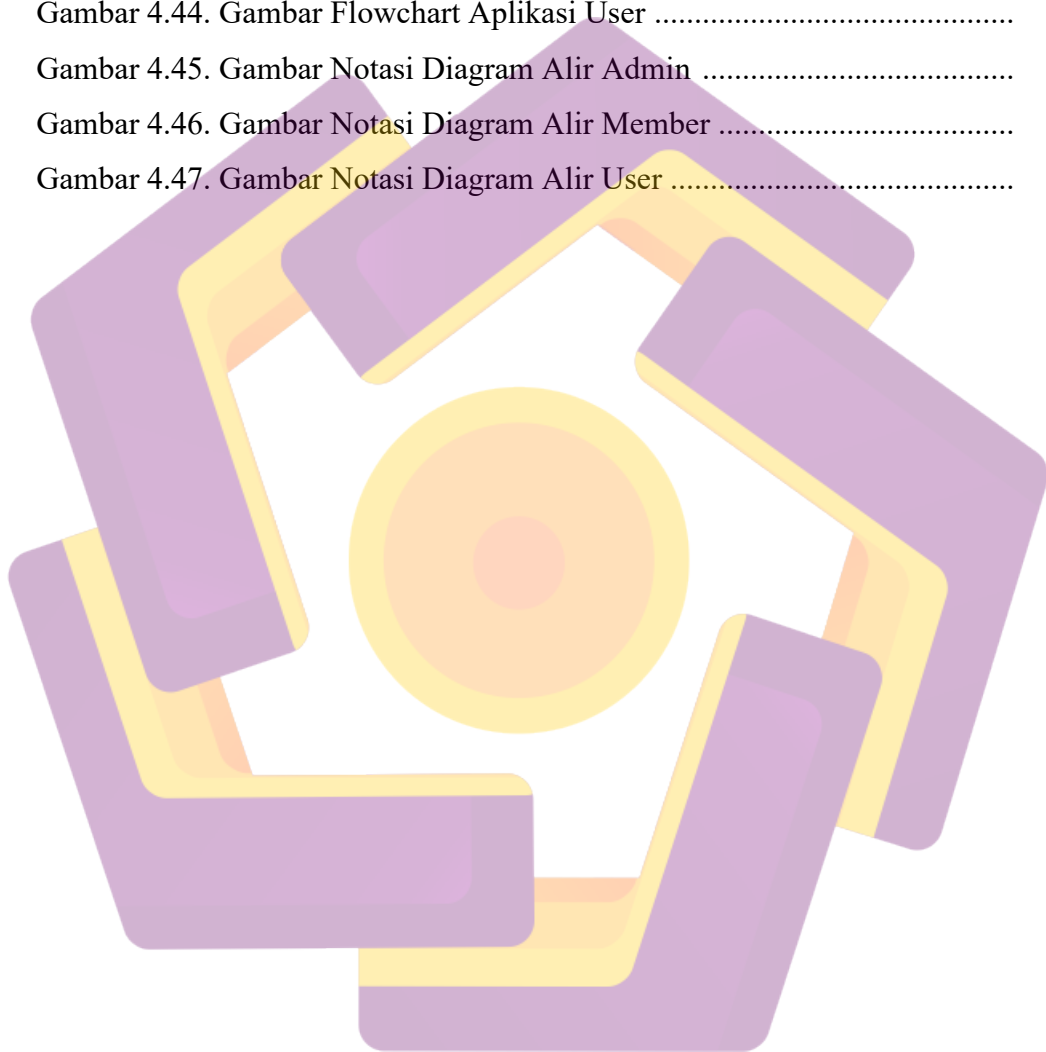 Gambar 4.44. Gambar Flowchart Aplikasi User ............................................
Gambar 4.45. Gambar Notasi Diagram Alir Admin ......................................
Gambar 4.46. Gambar Notasi Diagram Alir Member ....................................
Gambar 4.47. Gambar Notasi Diagram Alir User ..........................................